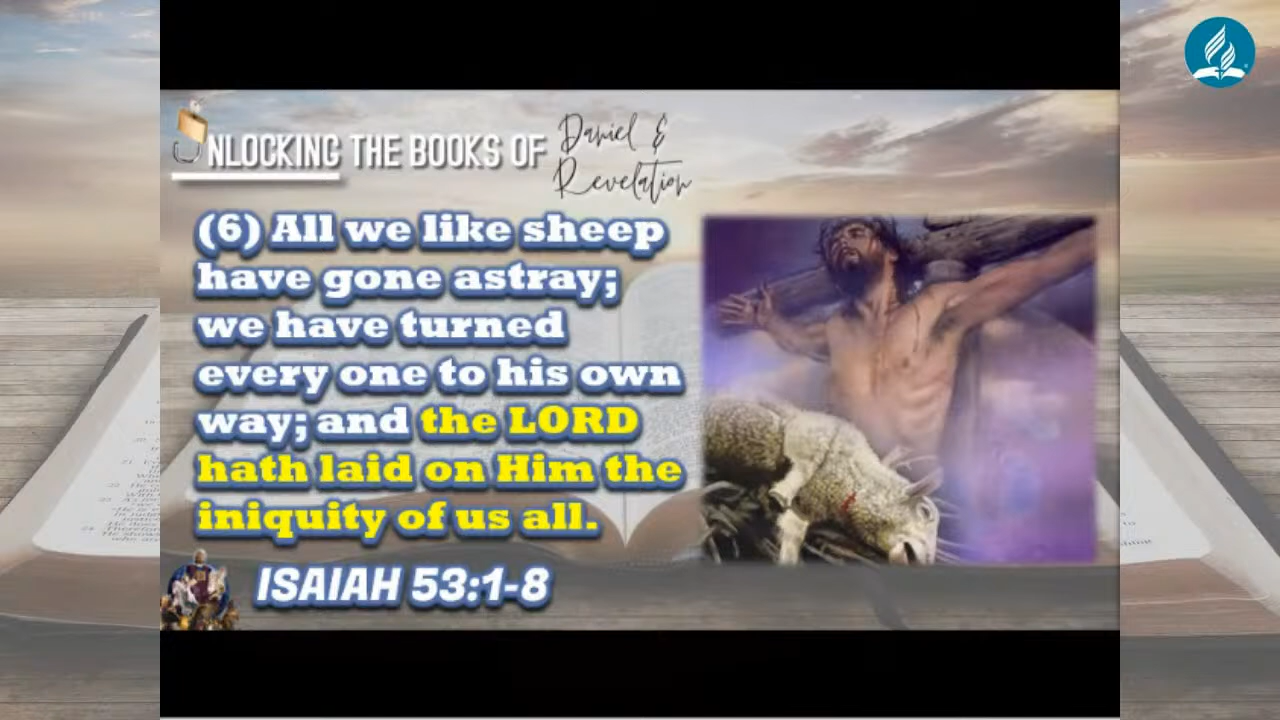 NLOCKING THE BOOKS OF Daniel & Revelation
(6) All we like sheep
have gone astray;
we have turned
every one to his own
way; and the LORD
hath laid on Him the
iniquity of us all.
ISAIAH 53:1-8